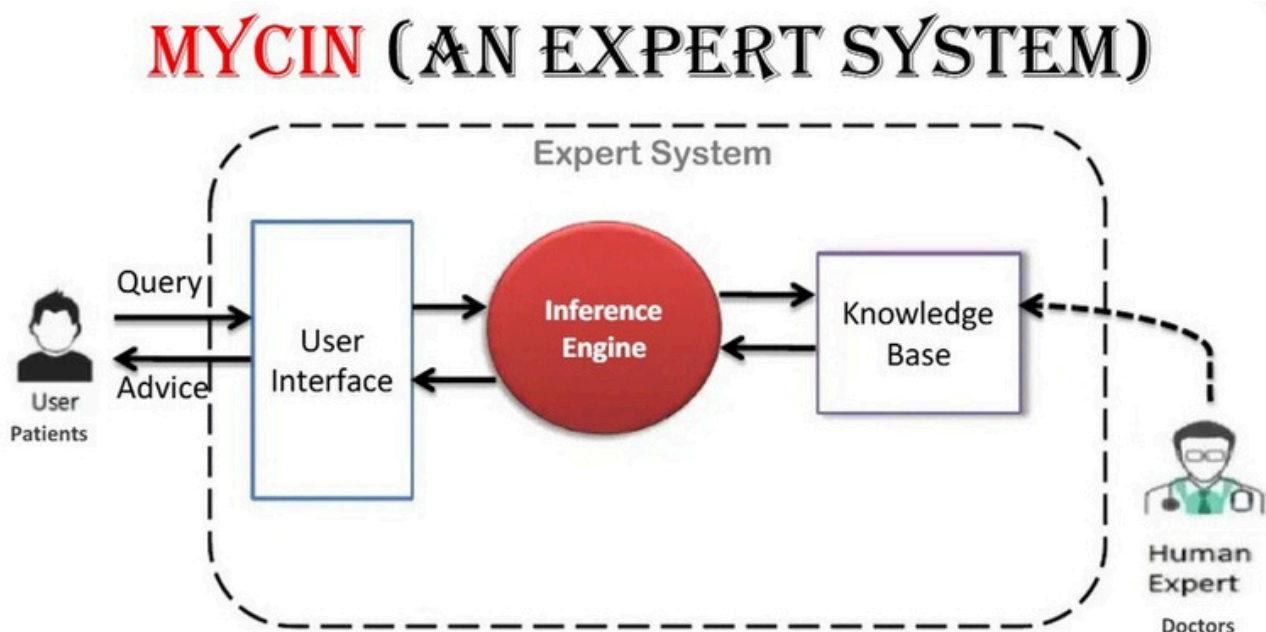 MYCIN (AN EXPERT SYSTEM)
Expert System
Query
Advice
User
Patients
User
Interface
Inference
Engine
Knowledge
Base
Human
Expert
Doctors